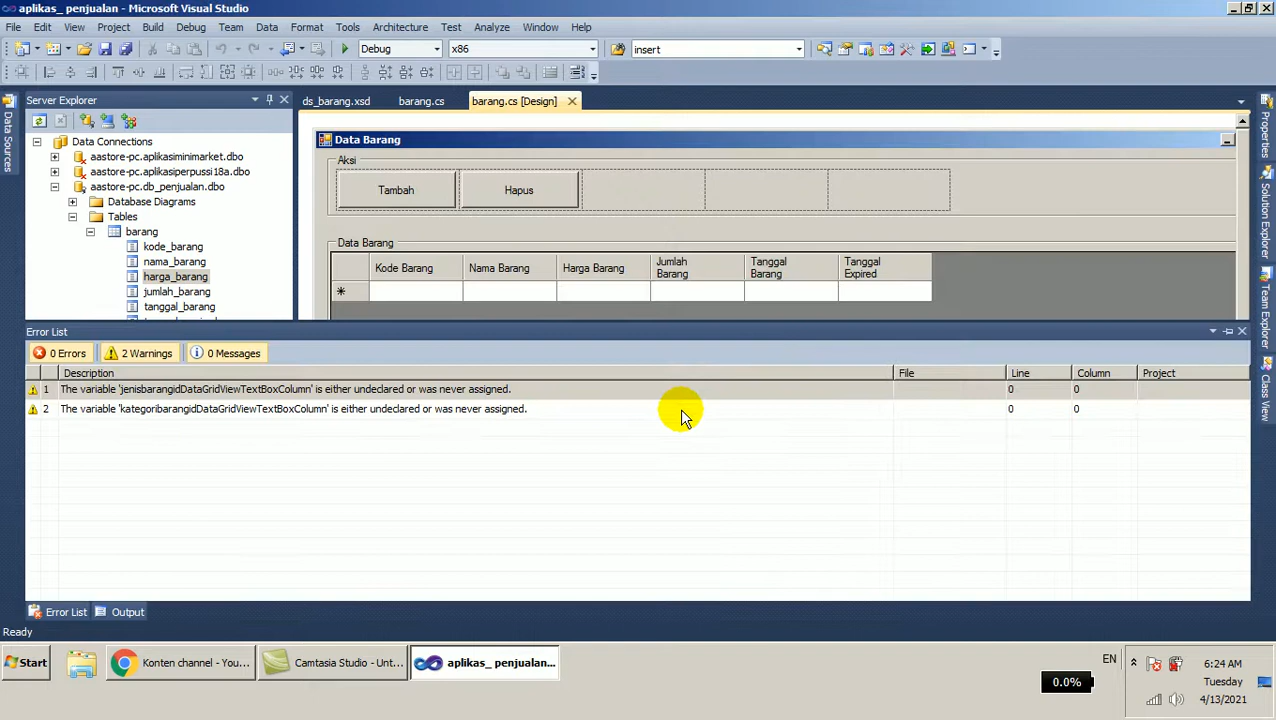 aplikas_ penjualan - Microsoft Visual Studio
File Edit View Project Build Debug Team Data Format Tools Architecture Test Analyze Window Help
Debug x86 insert
Server Explorer
ds_barang.xsd barang.cs barang.cs [Design]
Data Sources
Data Connections
aastore-pc.aplikasiminimarket.dbo
aastore-pc.aplikasiperpussi18a.dbo
aastore-pc.db_penjualan.dbo
Database Diagrams
Tables
barang
kode_barang
nama_barang
harga_barang
jumlah_barang
tanggal_barang
Data Barang
Aksi
Tambah Hapus
Data Barang
Kode Barang Nama Barang Harga Barang Jumlah Barang Tanggal Barang Tanggal Expired
Properties
Solution Explorer
Team Explorer
Class View
Error List
0 Errors 2 Warnings 0 Messages
Description File Line Column Project
1 The variable 'jenisbarangidDataGridViewTextBoxColumn' is either undeclared or was never assigned. 0 0
2 The variable 'kategoribarangidDataGridViewTextBoxColumn' is either undeclared or was never assigned. 0 0
Error List Output
Ready
Start Konten channel - You... Camtasia Studio - Unt... aplikas_ penjualan... EN 6:24 AM
0.0% Tuesday
4/13/2021